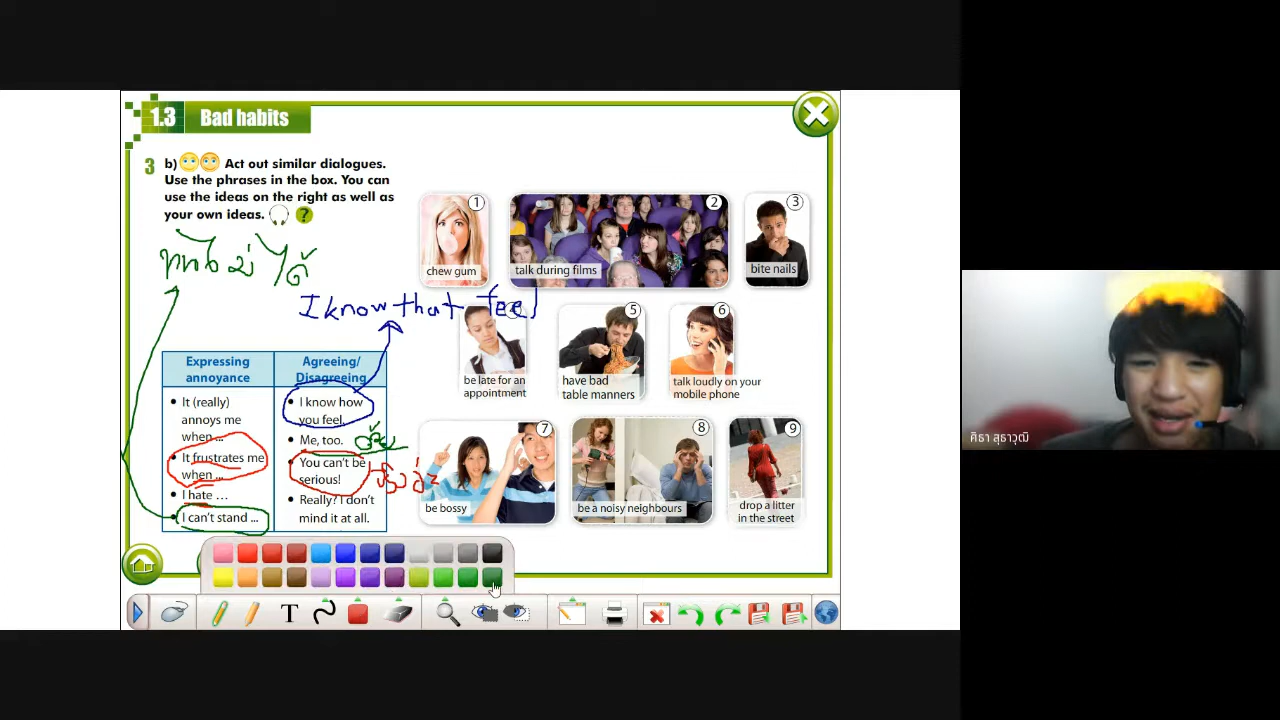 1.3 Bad habits
3 b) Act out similar dialogues.
Use the phrases in the box. You can
use the ideas on the right as well as
your own ideas. ?
ทนไม่ได้
I know that feel
Expressing
annoyance
It (really)
annoys me
when ...
It frustrates me
when ...
I hate ...
I can't stand ...
Agreeing/
Disagreeing
I know how
you feel.
Me, too.
You can't be
serious!
Really? I don't
mind it at all.
1
chew gum
2
talk during films
3
bite nails
be late for an
appointment
5
have bad
table manners
6
talk loudly on your
mobile phone
7
be bossy
8
be a noisy neighbours
9
drop a litter
in the street
T
ศิธา สุธาวุฒิ